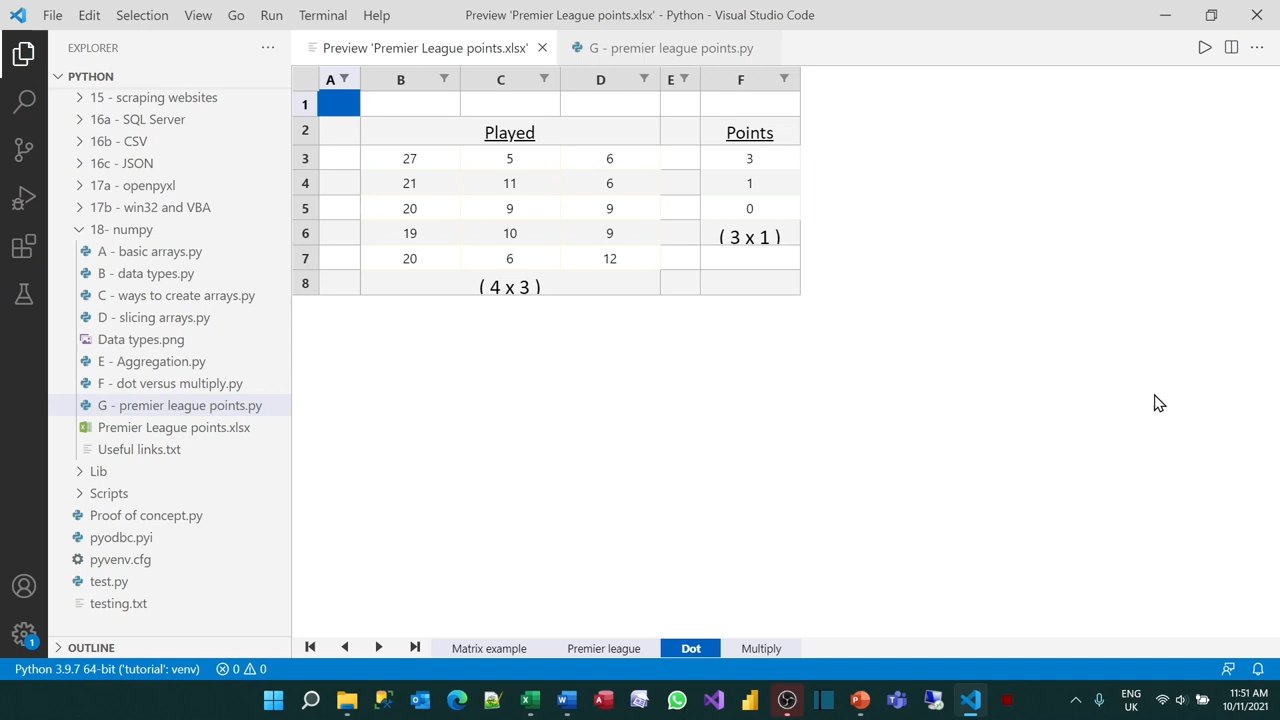 File Edit Selection View Go Run Terminal Help Preview 'Premier League points.xlsx' - Python - Visual Studio Code
EXPLORER
Preview 'Premier League points.xlsx'
G - premier league points.py
PYTHON
15 - scraping websites
16a - SQL Server
16b - CSV
16c - JSON
17a - openpyxl
17b - win32 and VBA
18- numpy
A - basic arrays.py
B - data types.py
C - ways to create arrays.py
D - slicing arrays.py
Data types.png
E - Aggregation.py
F - dot versus multiply.py
G - premier league points.py
Premier League points.xlsx
Useful links.txt
Lib
Scripts
Proof of concept.py
pyodbc.pyi
pyvenv.cfg
test.py
testing.txt
OUTLINE
A B C D E F
1
2 Played Points
3 27 5 6 3
4 21 11 6 1
5 20 9 9 0
6 19 10 9 ( 3 x 1 )
7 20 6 12
8 ( 4 x 3 )
Matrix example Premier league Dot Multiply
1
Python 3.9.7 64-bit ('tutorial': venv) 0 0
ENG
UK
11:51 AM
10/11/2021